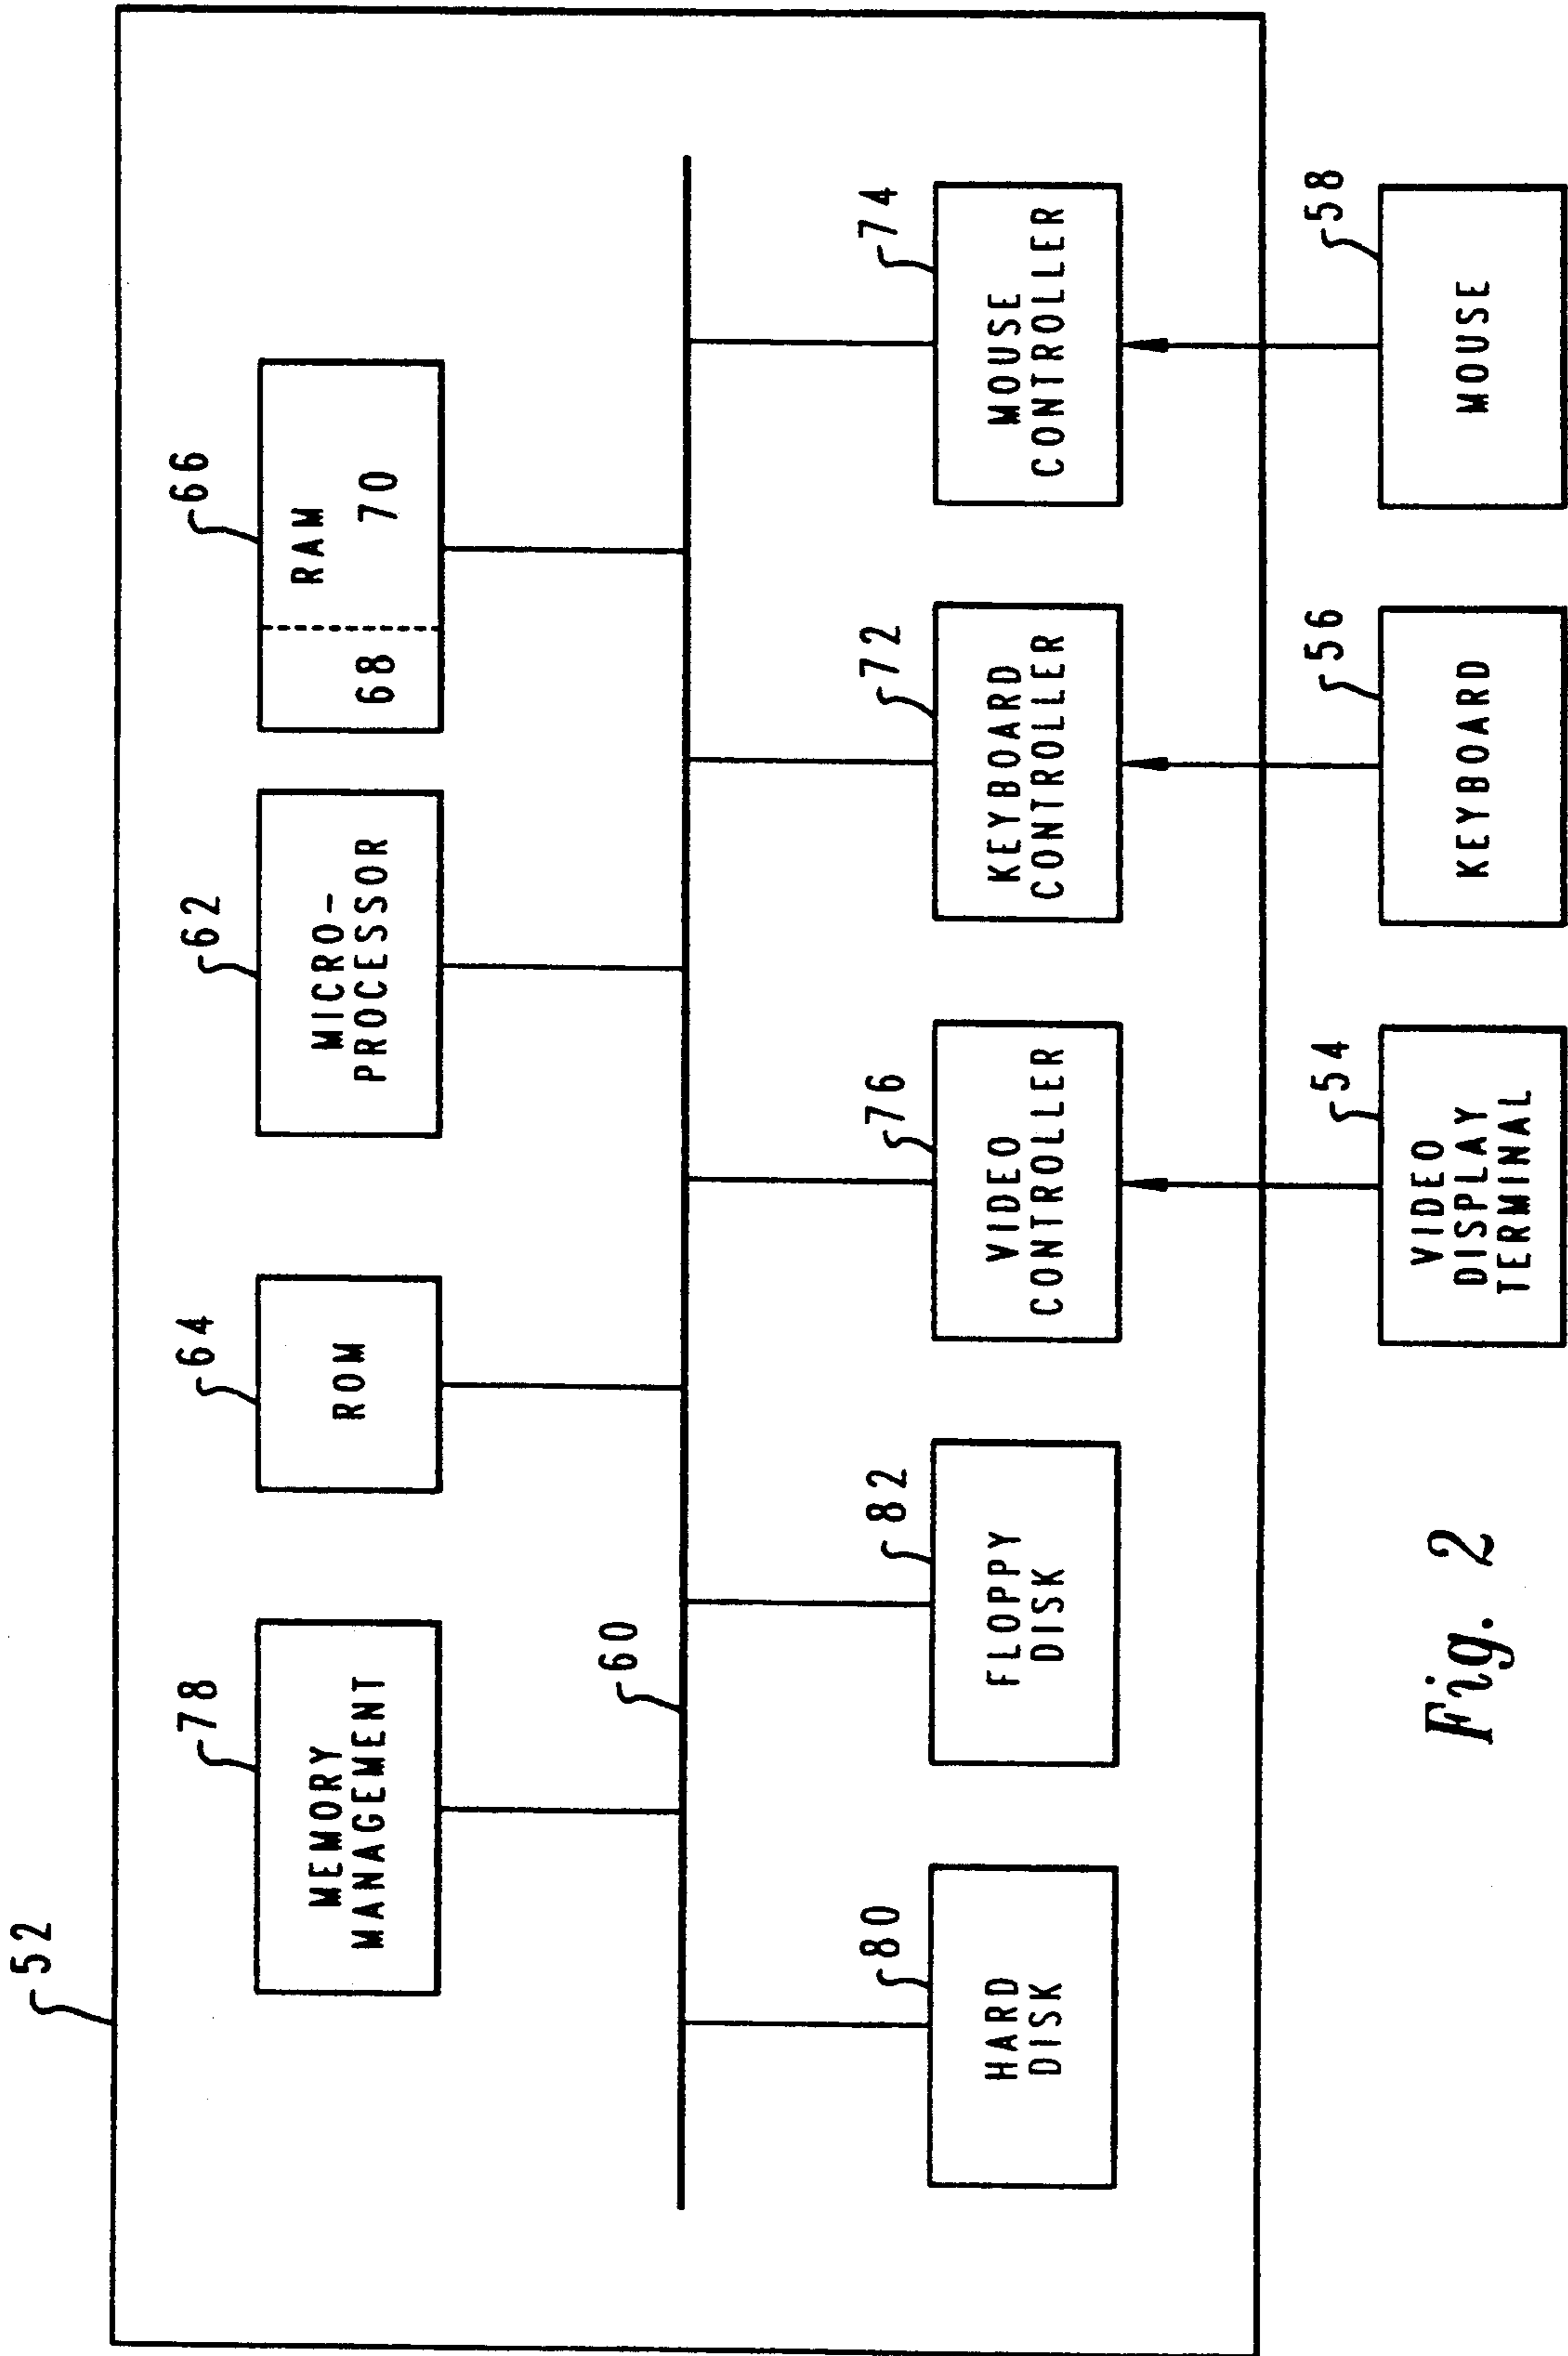 52
78
MEMORY
MANAGEMENT
64
ROM
62
MICRO-
PROCESSOR
66
RAM
68
70
60
80
HARD
DISK
82
FLOPPY
DISK
76
VIDEO
CONTROLLER
72
KEYBOARD
CONTROLLER
74
MOUSE
CONTROLLER
54
VIDEO
DISPLAY
TERMINAL
56
KEYBOARD
58
MOUSE
Fig. 2